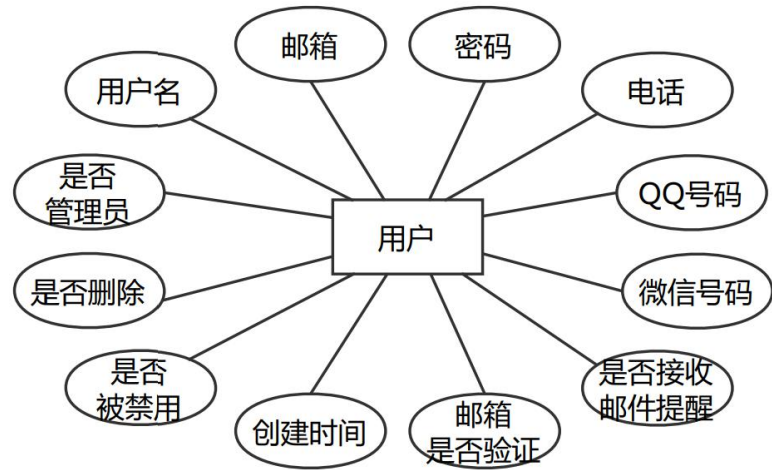 邮箱
密码
用户名
电话
是否
管理员
QQ号码
用户
是否删除
微信号码
是否
被禁用
创建时间
邮箱
是否验证
是否接收
邮件提醒